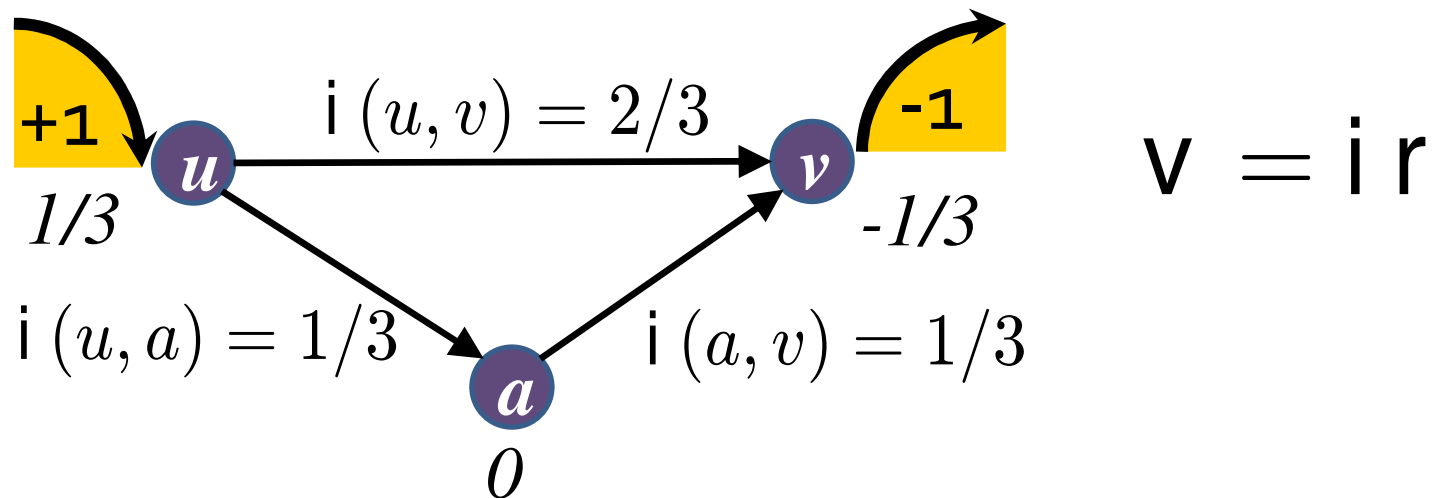 +1
i (u, v) = 2/3
-1
u
v
v = i r
1/3
-1/3
i (u, a) = 1/3
i (a, v) = 1/3
a
0